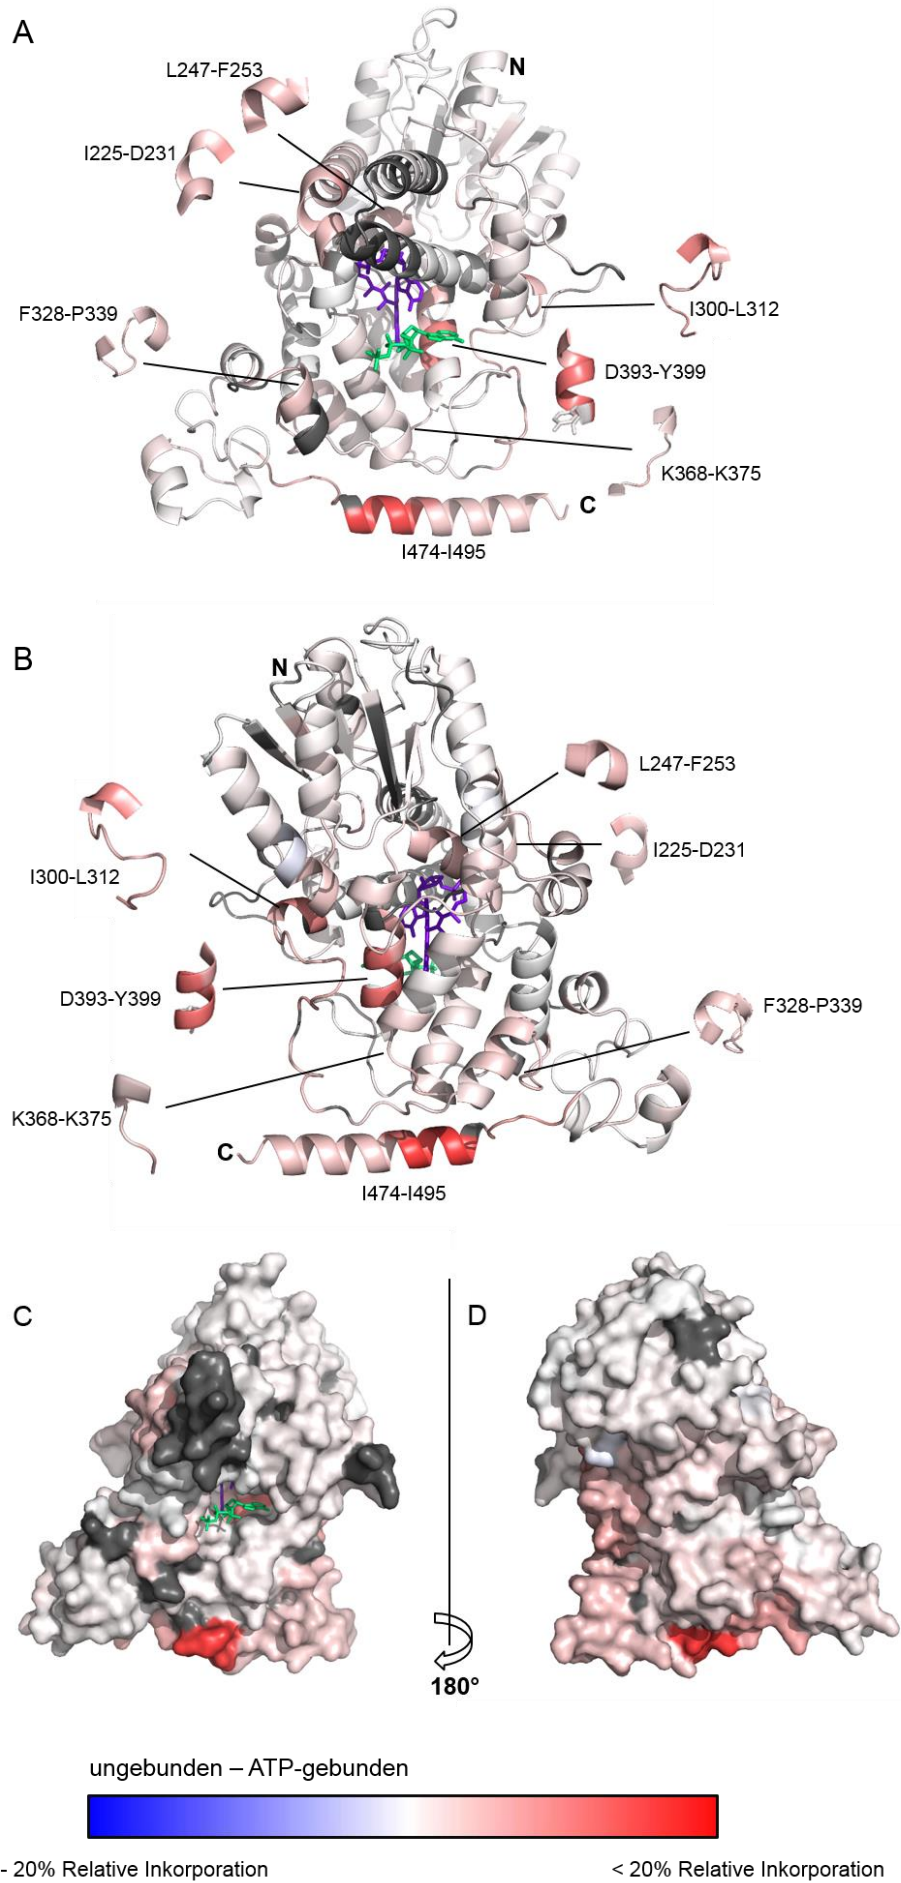 A
N
L247-F253
I225-D231
I300-L312
F328-P339
D393-Y399
K368-K375
C
I474-I495
B
N
L247-F253
I225-D231
I300-L312
D393-Y399
F328-P339
K368-K375
C
I474-I495
C
D
180°
ungebunden – ATP-gebunden
- 20% Relative Inkorporation
< 20% Relative Inkorporation